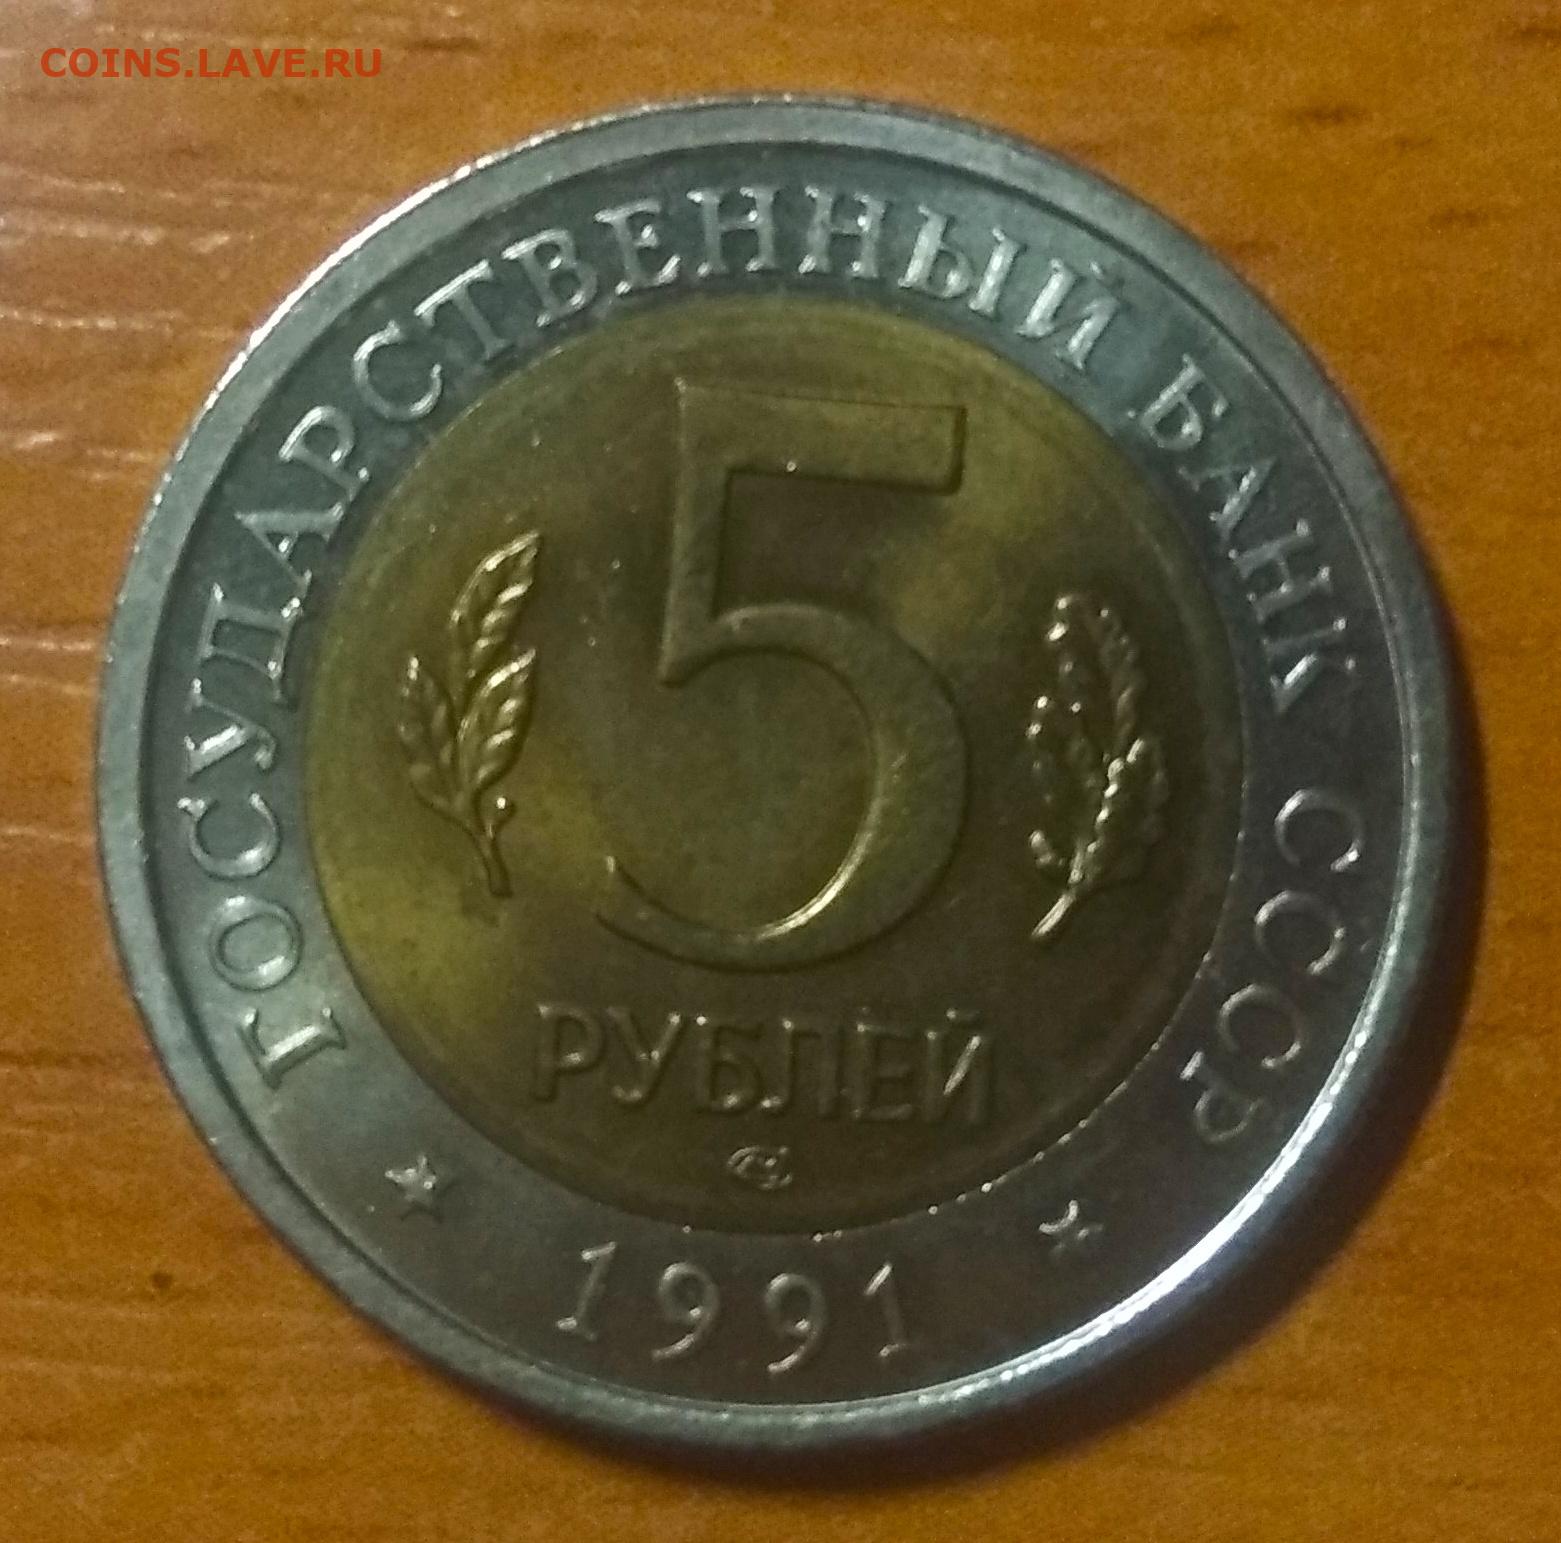 COINS.LAVE.RU
ГОСУДАРСТВЕННЫЙ БАНК СССР
5
РУБЛЕЙ
1991